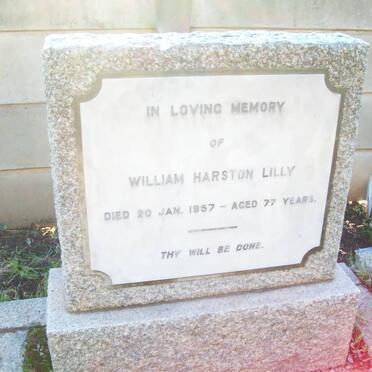 IN LOVING MEMORY
OF
WILLIAM HARSTON LILLY
DIED 20 JAN. 1957 — AGED 77 YEARS.
THY WILL BE DONE.